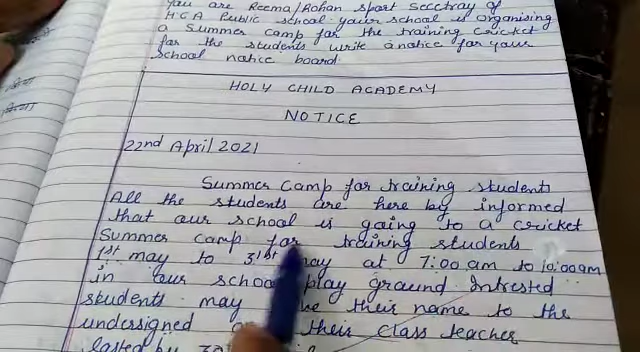 You are Reema/Rohan sport Secctray of
H.C.A Public school your school is organising
a Summer camp for the training cricket
for the students write a notice for your
school notice board
HOLY CHILD ACADEMY
NOTICE
22nd April 2021
Summer Camp for training students
All the students are here by informed
that our school is going to a cricket
Summer camp for training students
1st may to 31st may at 7:00 am to 10:00am
in our school play ground Intrested
students may their name to the
undersigned their class teacher